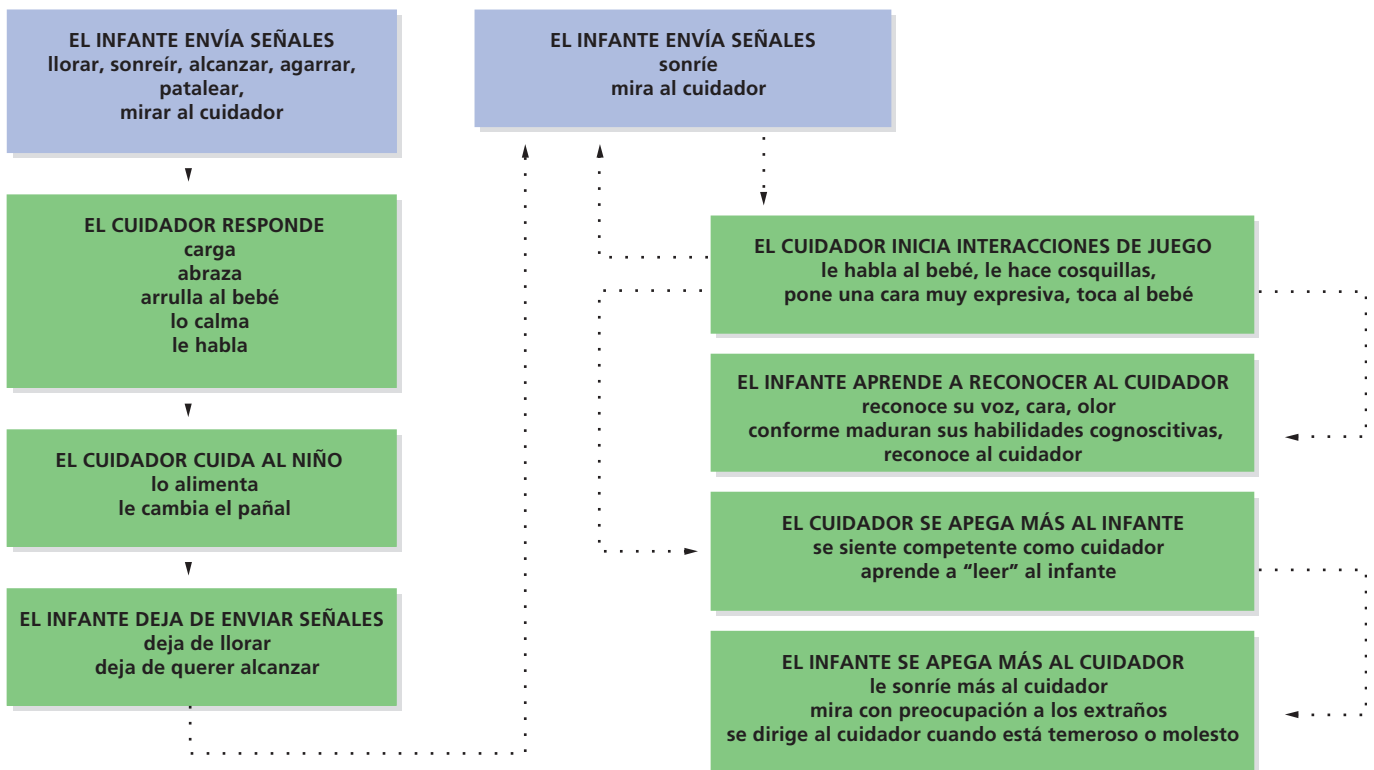 EL INFANTE ENVÍA SEÑALES
llorar, sonreír, alcanzar, agarrar,
patalear,
mirar al cuidador
EL CUIDADOR RESPONDE
carga
abraza
arrulla al bebé
lo calma
le habla
EL CUIDADOR CUIDA AL NIÑO
lo alimenta
le cambia el pañal
EL INFANTE DEJA DE ENVIAR SEÑALES
deja de llorar
deja de querer alcanzar
EL INFANTE ENVÍA SEÑALES
sonríe
mira al cuidador
EL CUIDADOR INICIA INTERACCIONES DE JUEGO
le habla al bebé, le hace cosquillas,
pone una cara muy expresiva, toca al bebé
EL INFANTE APRENDE A RECONOCER AL CUIDADOR
reconoce su voz, cara, olor
conforme maduran sus habilidades cognoscitivas,
reconoce al cuidador
EL CUIDADOR SE APEGA MÁS AL INFANTE
se siente competente como cuidador
aprende a “leer” al infante
EL INFANTE SE APEGA MÁS AL CUIDADOR
le sonríe más al cuidador
mira con preocupación a los extraños
se dirige al cuidador cuando está temeroso o molesto